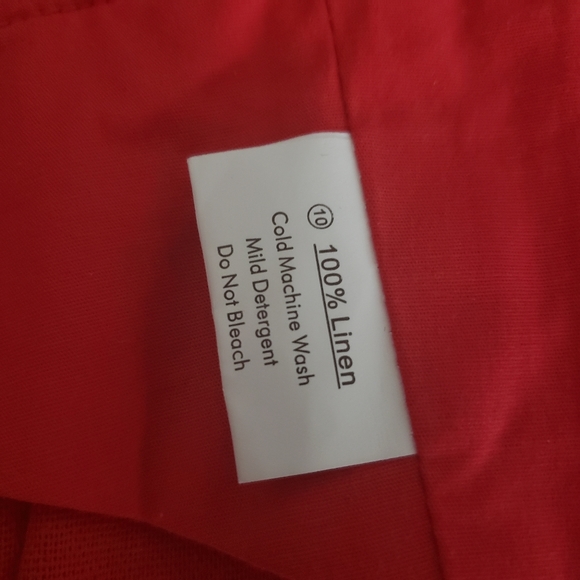 ⑩ 100% Linen
Cold Machine Wash
Mild Detergent
Do Not Bleach